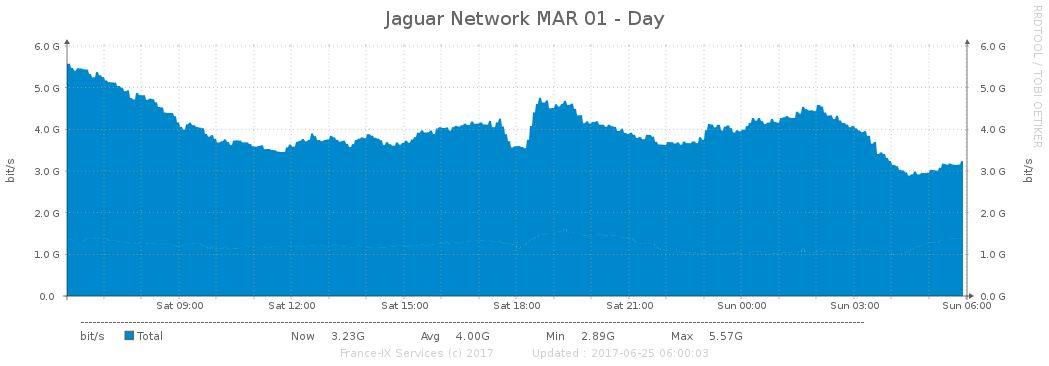 Jaguar Network MAR 01 - Day
RRDTOOL / TOBI OETIKER
6.0 G 6.0 G
5.0 G 5.0 G
4.0 G 4.0 G
3.0 G 3.0 G
2.0 G 2.0 G
1.0 G 1.0 G
0.0 0.0 G
bit/s bit/s
Sat 09:00 Sat 12:00 Sat 15:00 Sat 18:00 Sat 21:00 Sun 00:00 Sun 03:00 Sun 06:00
bit/s Total Now 3.23G Avg 4.00G Min 2.89G Max 5.57G
France-IX Services (c) 2017 Updated : 2017-06-25 06:00:03